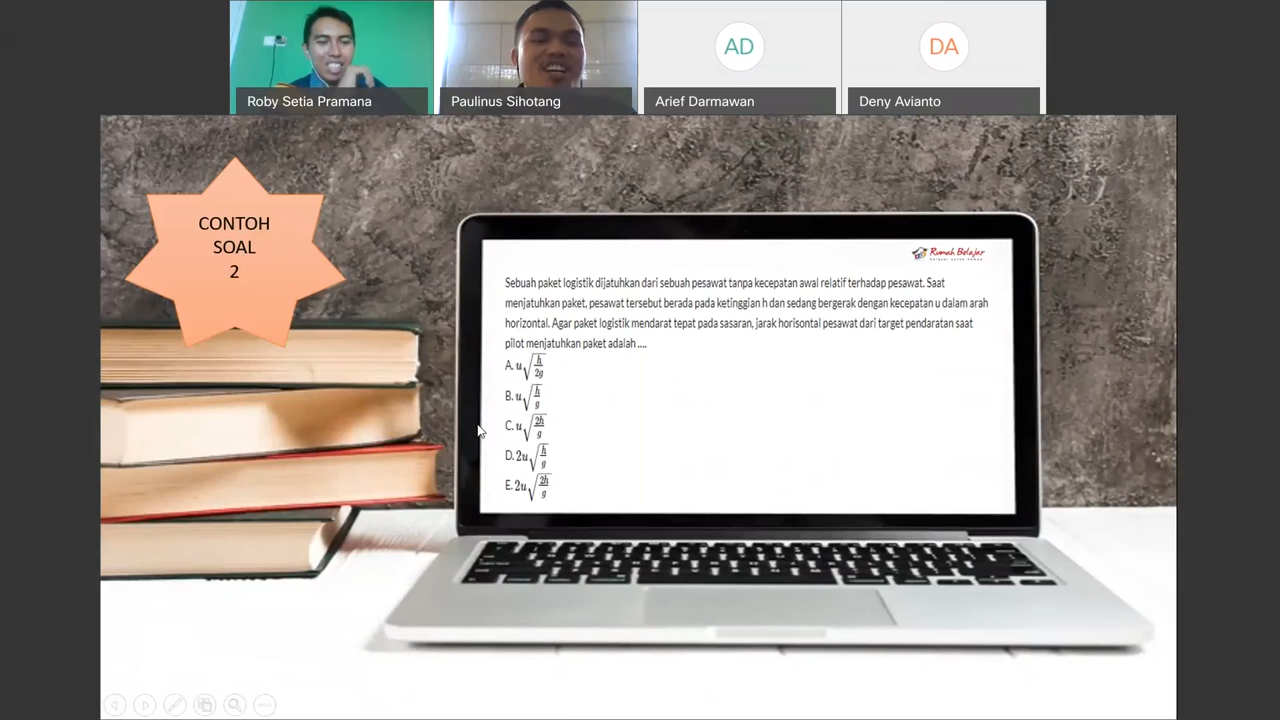 Roby Setia Pramana
Paulinus Sihotang
AD
Arief Darmawan
DA
Deny Avianto
CONTOH
SOAL
2
Rumah Belajar
Sebuah paket logistik dijatuhkan dari sebuah pesawat tanpa kecepatan awal relatif terhadap pesawat. Saat
menjatuhkan paket, pesawat tersebut berada pada ketinggian h dan sedang bergerak dengan kecepatan u dalam arah
horizontal. Agar paket logistik mendarat tepat pada sasaran, jarak horisontal pesawat dari target pendaratan saat
pilot menjatuhkan paket adalah ....
A. u√(h/2g)
B. u√(h/g)
C. u√(2h/g)
D. 2u√(h/g)
E. 2u√(2h/g)